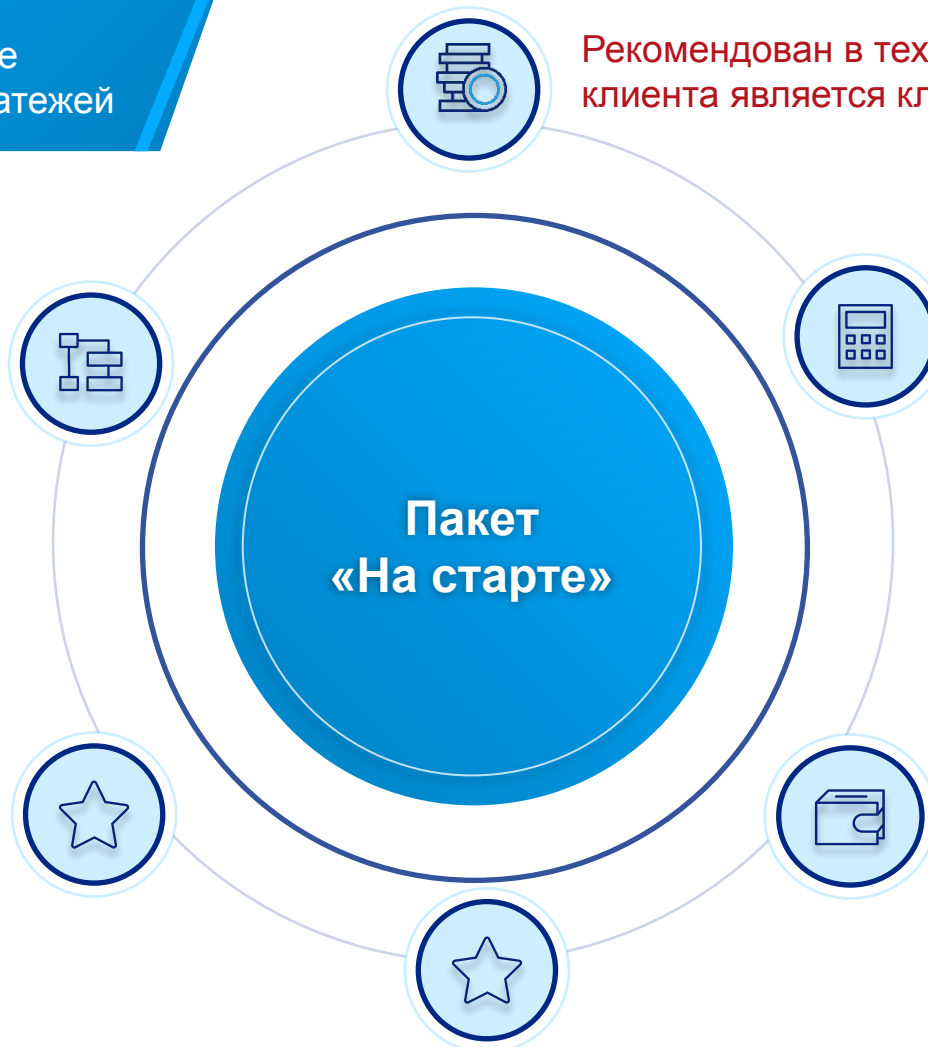 е
атежей
Рекомендован в тех
клиента является кл
Пакет
«На старте»